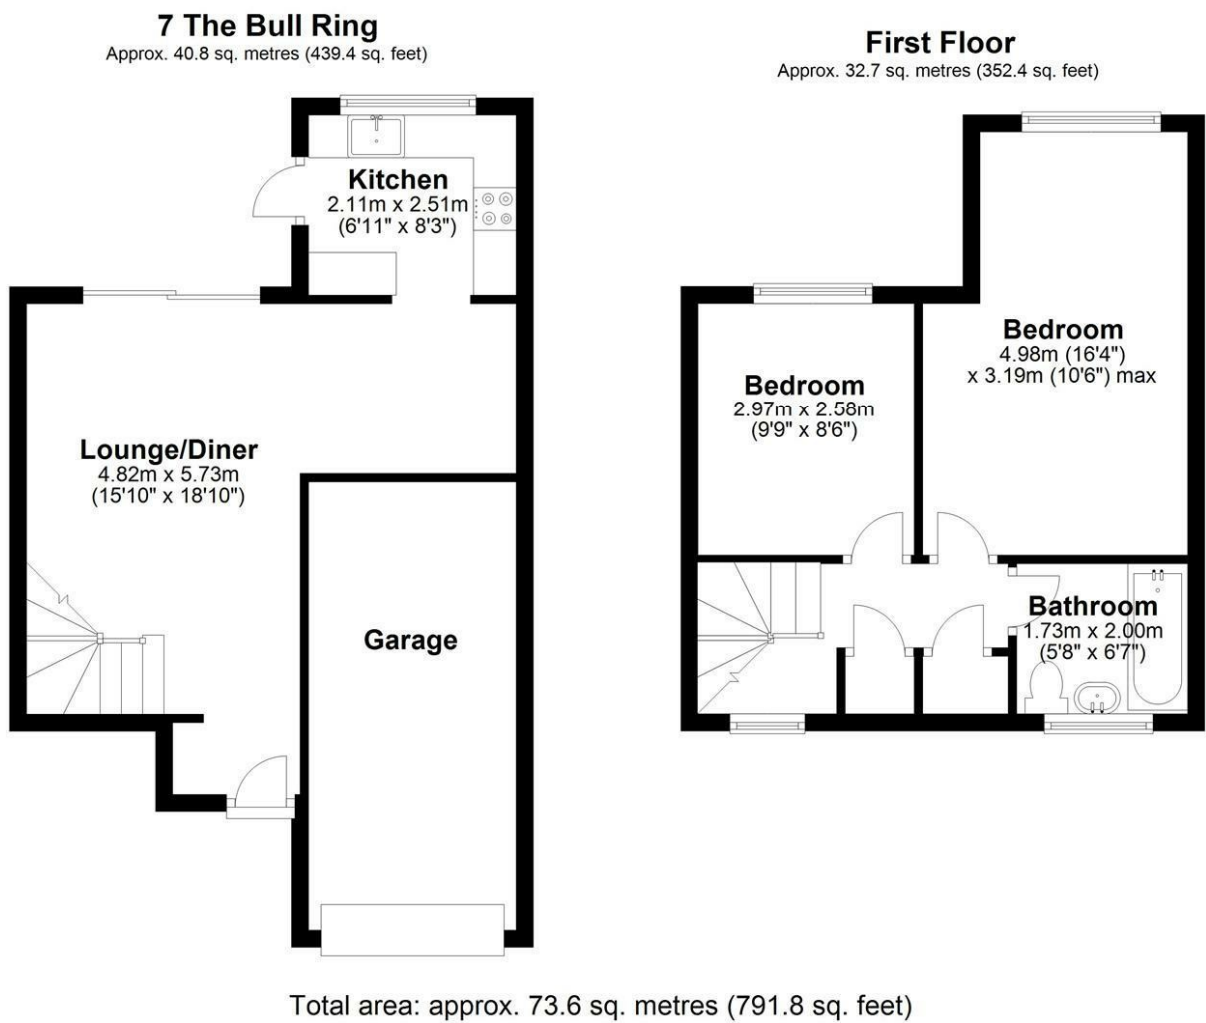 7 The Bull Ring
Approx. 40.8 sq. metres (439.4 sq. feet)
Kitchen
2.11m x 2.51m
(6'11" x 8'3")
Lounge/Diner
4.82m x 5.73m
(15'10" x 18'10")
Garage
First Floor
Approx. 32.7 sq. metres (352.4 sq. feet)
Bedroom
4.98m (16'4")
x 3.19m (10'6") max
Bedroom
2.97m x 2.58m
(9'9" x 8'6")
Bathroom
1.73m x 2.00m
(5'8" x 6'7")
Total area: approx. 73.6 sq. metres (791.8 sq. feet)